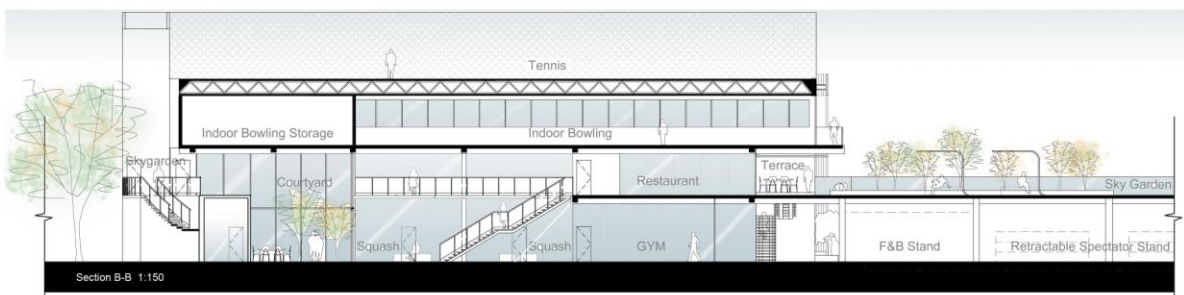 Tennis
Indoor Bowling Storage
Indoor Bowling
Skygarden
Courtyard
Restaurant
Terrace
Sky Garden
Squash
Squash
GYM
F&B Stand
Retractable Spectator Stand
Section B-B 1:150